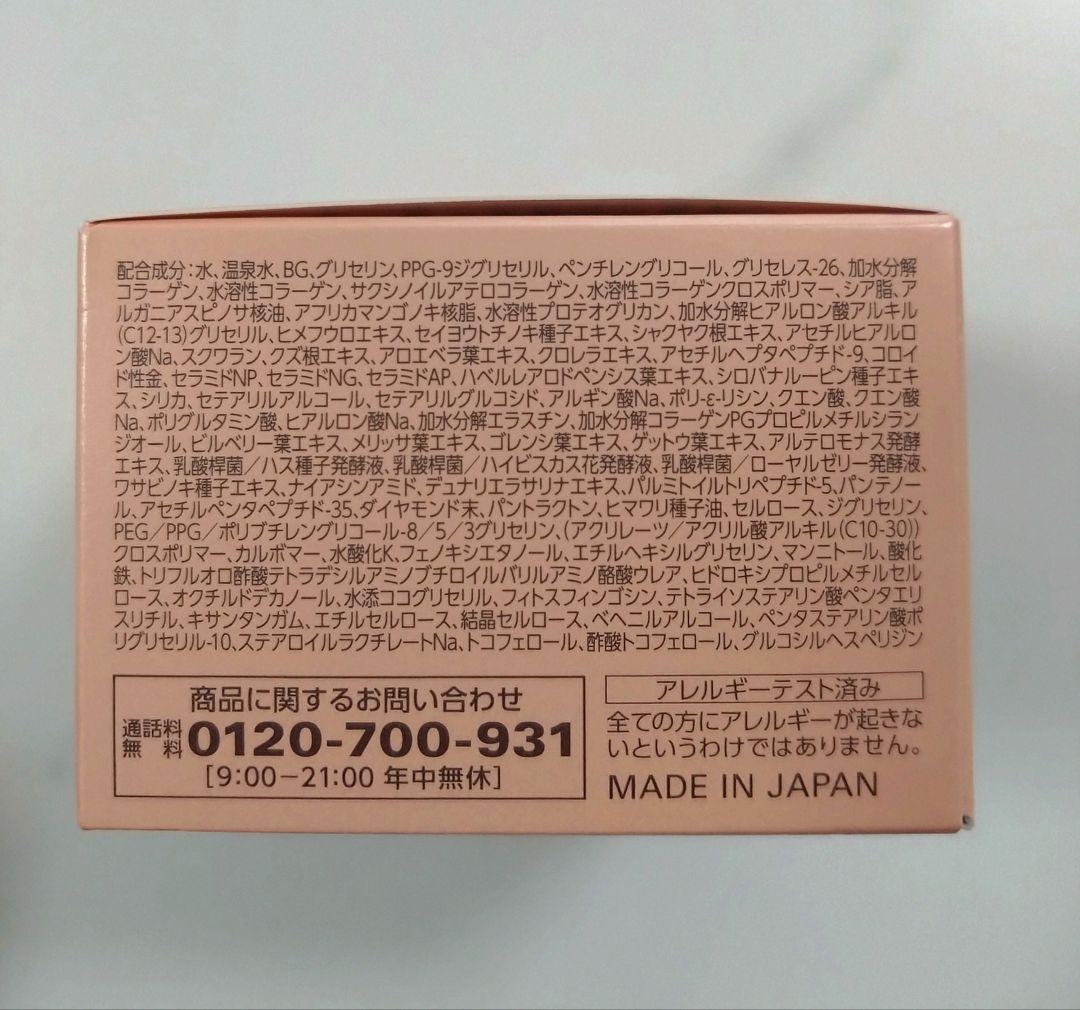 配合成分：水、温泉水、BG、グリセリン、PPG-9ジグリセリル、ペンチレングリコール、グリセレス-26、加水分解
コラーゲン、水溶性コラーゲン、サクシノイルアテロコラーゲン、水溶性コラーゲンクロスポリマー、シア脂、ア
ルガニアスピノサ核油、アフリカマンゴノキ核脂、水溶性プロテオグリカン、加水分解ヒアルロン酸アルキル
(C12-13)グリセリル、ヒメフウロエキス、セイヨウトチノキ種子エキス、シャクヤク根エキス、アセチルヒアルロ
ン酸Na、スクワラン、クズ根エキス、アロエベラ葉エキス、クロレラエキス、アセチルヘプタペプチド-9、コロイ
ド性金、セラミドNP、セラミドNG、セラミドAP、ハベルレアロドペンシス葉エキス、シロバナルーピン種子エキ
ス、シリカ、セテアリルアルコール、セテアリルグルコシド、アルギン酸Na、ポリ-ε-リシン、クエン酸、クエン酸
Na、ポリグルタミン酸、ヒアルロン酸Na、加水分解エラスチン、加水分解コラーゲンPGプロピルメチルシラン
ジオール、ビルベリー葉エキス、メリッサ葉エキス、ゴレンシ葉エキス、ゲットウ葉エキス、アルテロモナス発酵
エキス、乳酸桿菌／ハス種子発酵液、乳酸桿菌／ハイビスカス花発酵液、乳酸桿菌／ローヤルゼリー発酵液、
ワサビノキ種子エキス、ナイアシンアミド、デュナリエラサリナエキス、パルミトイルトリペプチド-5、パンテノー
ル、アセチルペンタペプチド-35、ダイヤモンド末、パントラクトン、ヒマワリ種子油、セルロース、ジグリセリン、
PEG／PPG／ポリブチレングリコール-8／5／3グリセリン、(アクリレーツ／アクリル酸アルキル(C10-30))
クロスポリマー、カルボマー、水酸化K、フェノキシエタノール、エチルヘキシルグリセリン、マンニトール、酸化
鉄、トリフルオロ酢酸テトラデシルアミノブチロイルバリルアミノ酪酸ウレア、ヒドロキシプロピルメチルセル
ロース、オクチルドデカノール、水添ココグリセリル、フィトスフィンゴシン、テトライソステアリン酸ペンタエリ
スリチル、キサンタンガム、エチルセルロース、結晶セルロース、ベヘニルアルコール、ペンタステアリン酸ポ
リグリセリル-10、ステアロイルラクチレートNa、トコフェロール、酢酸トコフェロール、グルコシルヘスペリジン
商品に関するお問い合わせ
通話料
無料 0120-700-931
[9:00－21:00 年中無休]
アレルギーテスト済み
全ての方にアレルギーが起きな
いというわけではありません。
MADE IN JAPAN